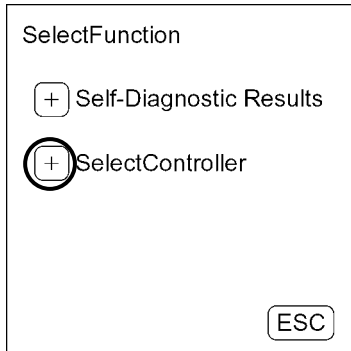 SelectFunction
+ Self-Diagnostic Results
+ SelectController
ESC